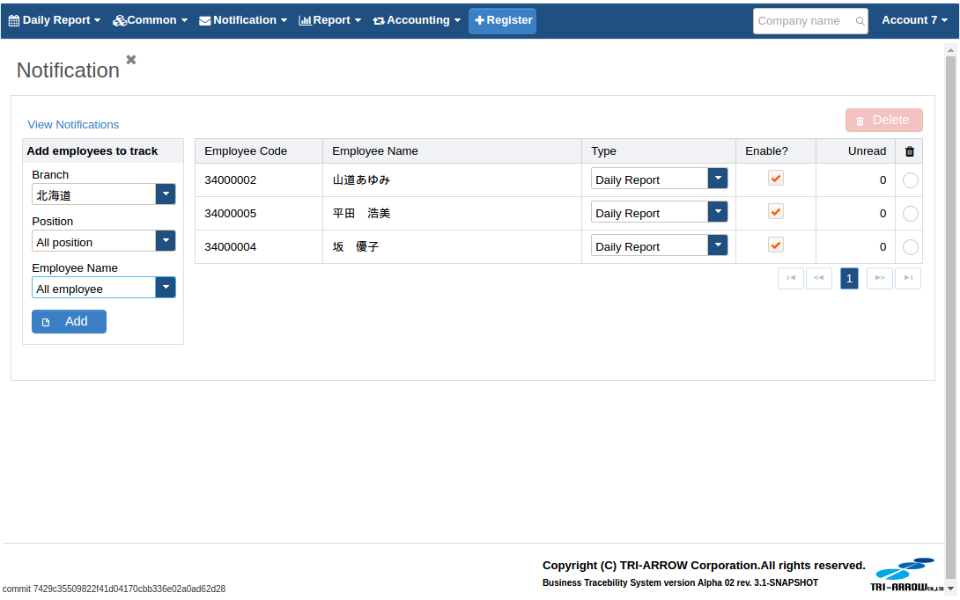 Daily Report Common Notification Report Accounting Register Company name Account 7
Notification
View Notifications
Delete
Add employees to track
Branch
北海道
Position
All position
Employee Name
All employee
Add
Employee Code Employee Name Type Enable? Unread
34000002 山道あゆみ Daily Report 0
34000005 平田 浩美 Daily Report 0
34000004 坂 優子 Daily Report 0
1
Copyright (C) TRI-ARROW Corporation.All rights reserved.
Business Tracebility System version Alpha 02 rev. 3.1-SNAPSHOT
TRI-ARROW
commit 7429c35509822f41d04170cbb336e02a0ad62d28